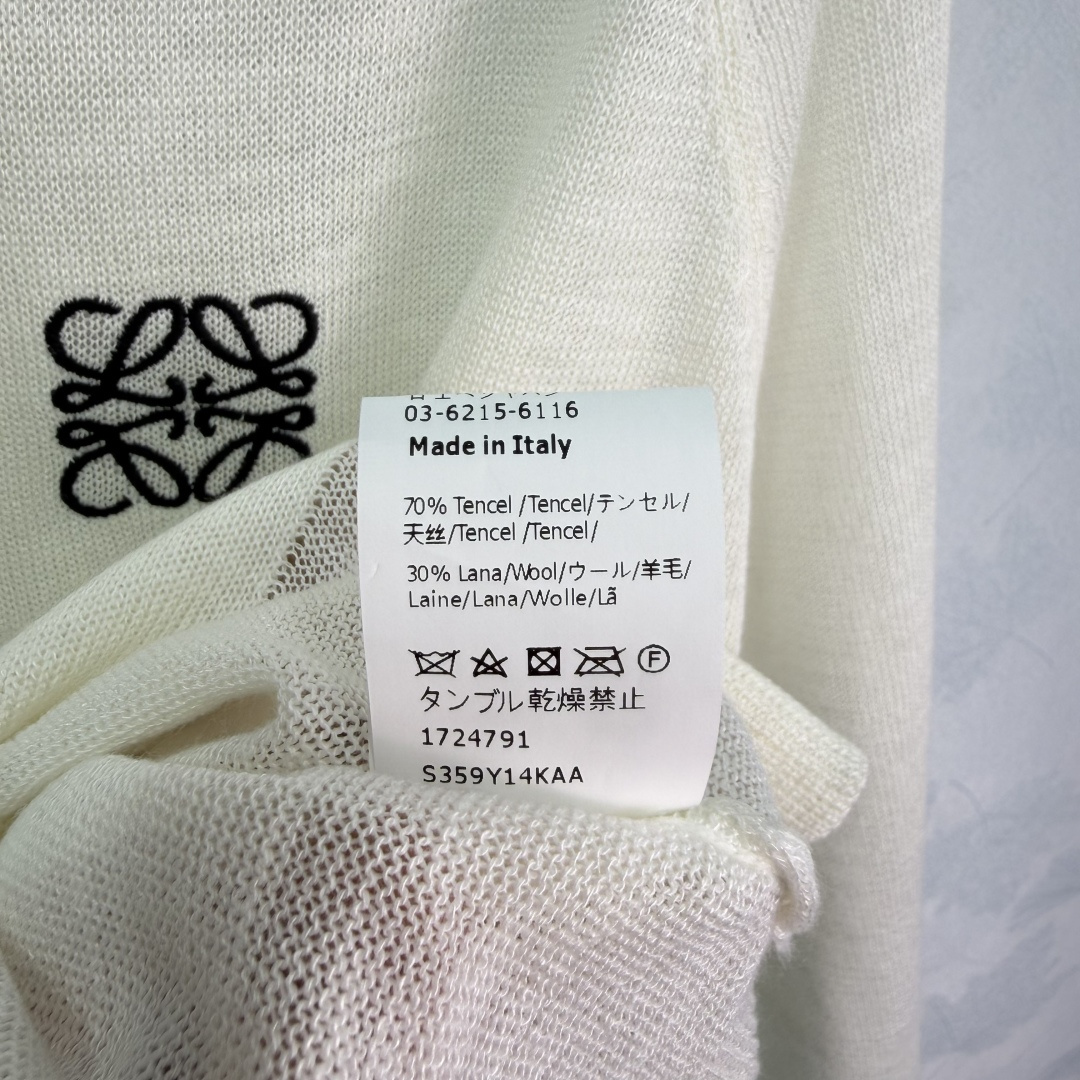 03-6215-6116
Made in Italy
70% Tencel /Tencel/テンセル/
天丝/Tencel /Tencel/
30% Lana/Wool/ウール/羊毛/
Laine/Lana/Wolle/Lã
F
タンブル乾燥禁止
1724791
S359Y14KAA